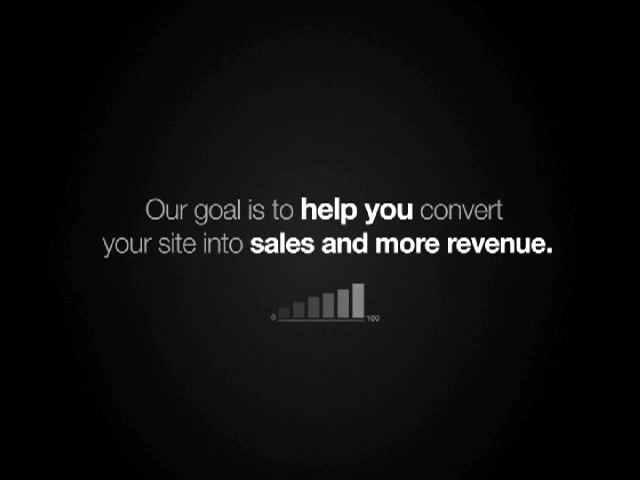 Our goal is to help you convert
your site into sales and more revenue.
0 100